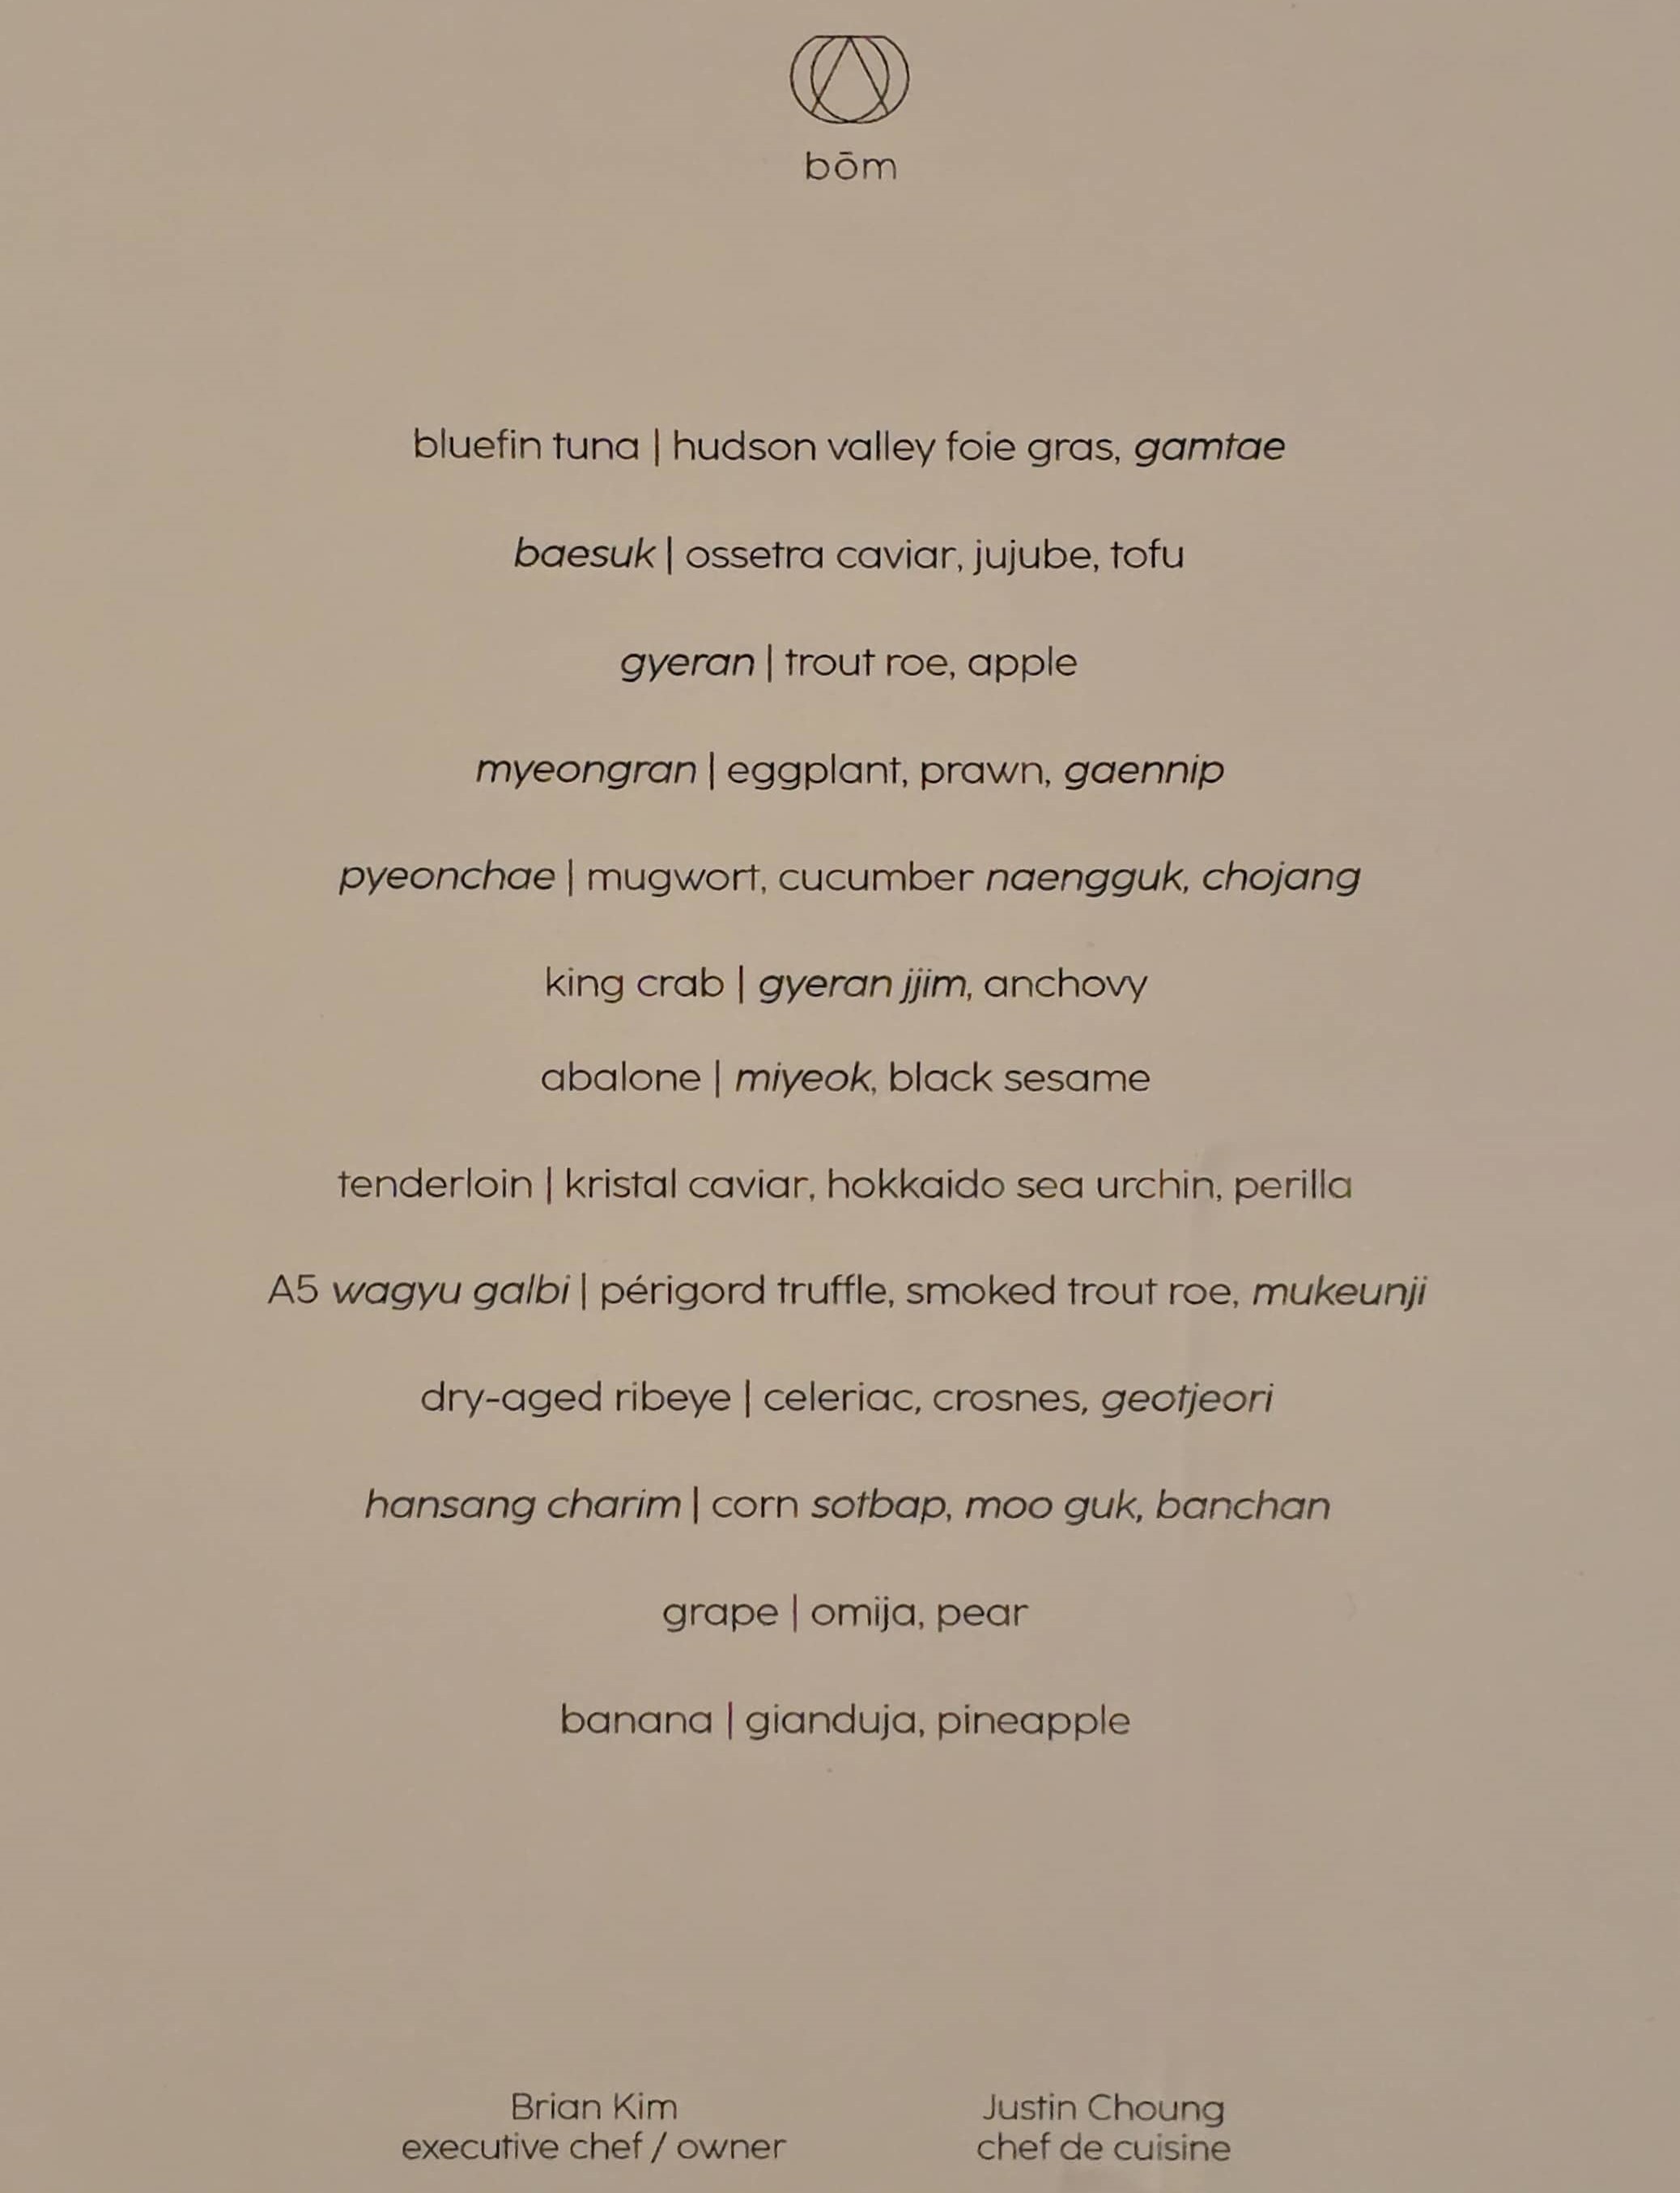 bōm
bluefin tuna | hudson valley foie gras, gamtae
baesuk | ossetra caviar, jujube, tofu
gyeran | trout roe, apple
myeongran | eggplant, prawn, gaennip
pyeonchae | mugwort, cucumber naengguk, chojang
king crab | gyeran jjim, anchovy
abalone | miyeok, black sesame
tenderloin | kristal caviar, hokkaido sea urchin, perilla
A5 wagyu galbi | périgord truffle, smoked trout roe, mukeunji
dry-aged ribeye | celeriac, crosnes, geotjeori
hansang charim | corn sotbap, moo guk, banchan
grape | omija, pear
banana | gianduja, pineapple
Brian Kim
executive chef / owner
Justin Choung
chef de cuisine